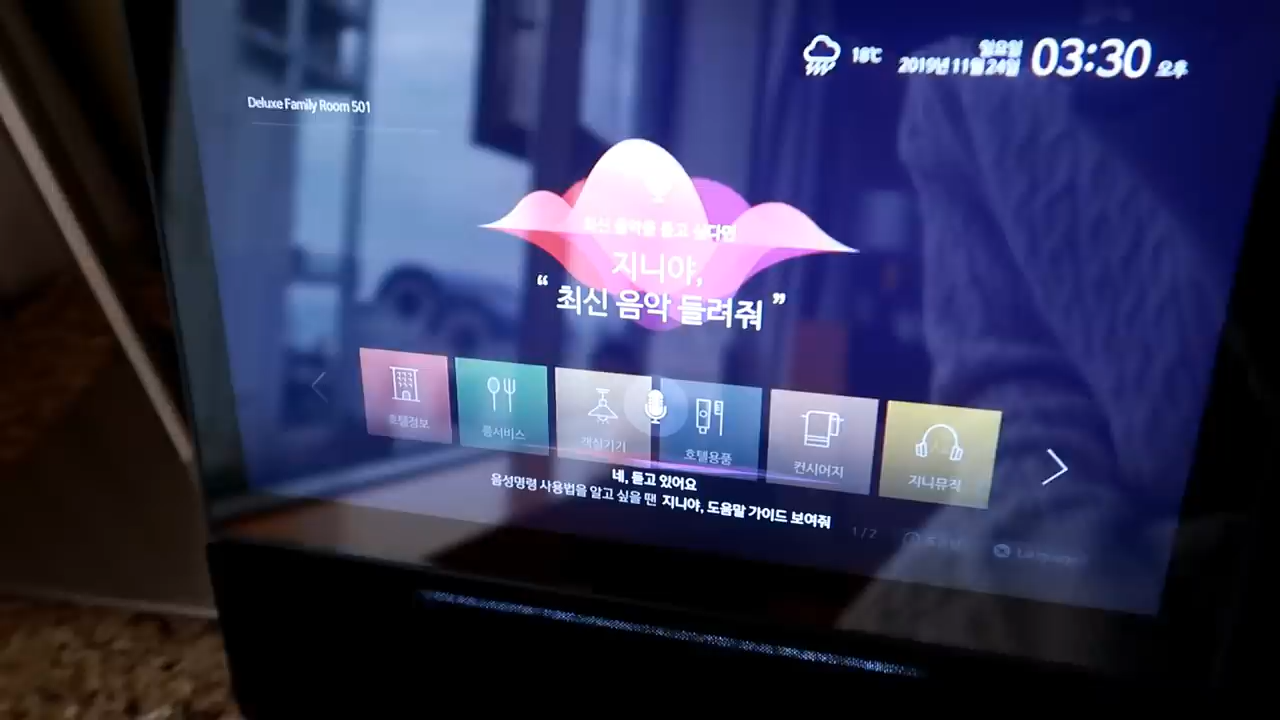 일요일
18℃ 2019년 11월 24일 03:30 오후
Deluxe Family Room 501
최신 음악을 듣고 싶다면
지니야,
“ 최신 음악 들려줘 ”
호텔정보 룸서비스 객실기기 호텔용품 컨시어지 지니뮤직
네, 듣고 있어요
음성명령 사용법을 알고 싶을 땐 지니야, 도움말 가이드 보여줘
1/2 Language